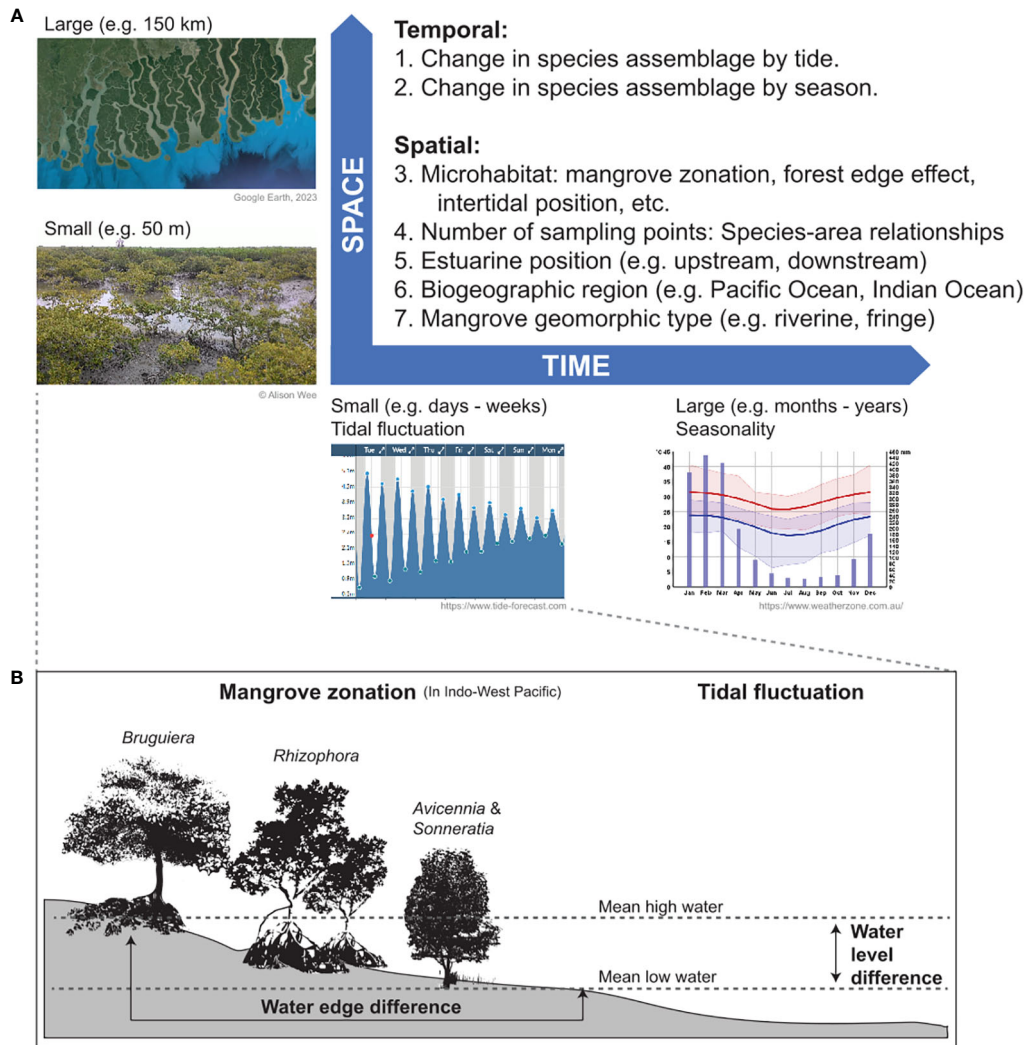 A
Large (e.g. 150 km)
Google Earth, 2023
Small (e.g. 50 m)
© Alison Wee
SPACE
TIME
Temporal:
1. Change in species assemblage by tide.
2. Change in species assemblage by season.
Spatial:
3. Microhabitat: mangrove zonation, forest edge effect,
intertidal position, etc.
4. Number of sampling points: Species-area relationships
5. Estuarine position (e.g. upstream, downstream)
6. Biogeographic region (e.g. Pacific Ocean, Indian Ocean)
7. Mangrove geomorphic type (e.g. riverine, fringe)
Small (e.g. days - weeks)
Tidal fluctuation
Tue Wed Thu Fri Sat Sun Mon
https://www.tide-forecast.com
Large (e.g. months - years)
Seasonality
Jan Feb Mar Apr May Jun Jul Aug Sep Oct Nov Dec
https://www.weatherzone.com.au/
B
Mangrove zonation (In Indo-West Pacific)
Tidal fluctuation
Bruguiera
Rhizophora
Avicennia &
Sonneratia
Mean high water
Water
level
difference
Mean low water
Water edge difference